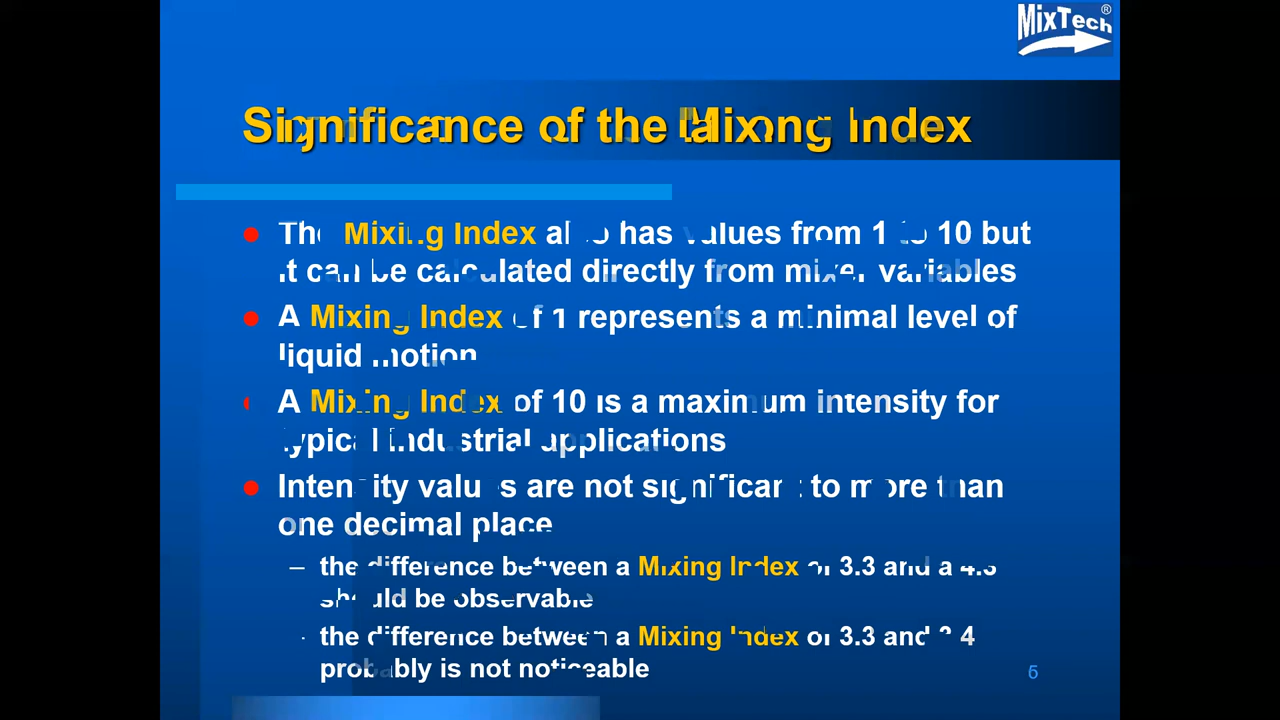 MixTech®
Significance of the Mixing Index
The Mixing Index also has values from 1 to 10 but
it can be calculated directly from mixer variables
A Mixing Index of 1 represents a minimal level of
liquid motion
A Mixing Index of 10 is a maximum intensity for
typical industrial applications
Intensity values are not significant to more than
one decimal place
– the difference between a Mixing Index of 3.3 and a 4.3
should be observable
the difference between a Mixing Index of 3.3 and 3.4
probably is not noticeable